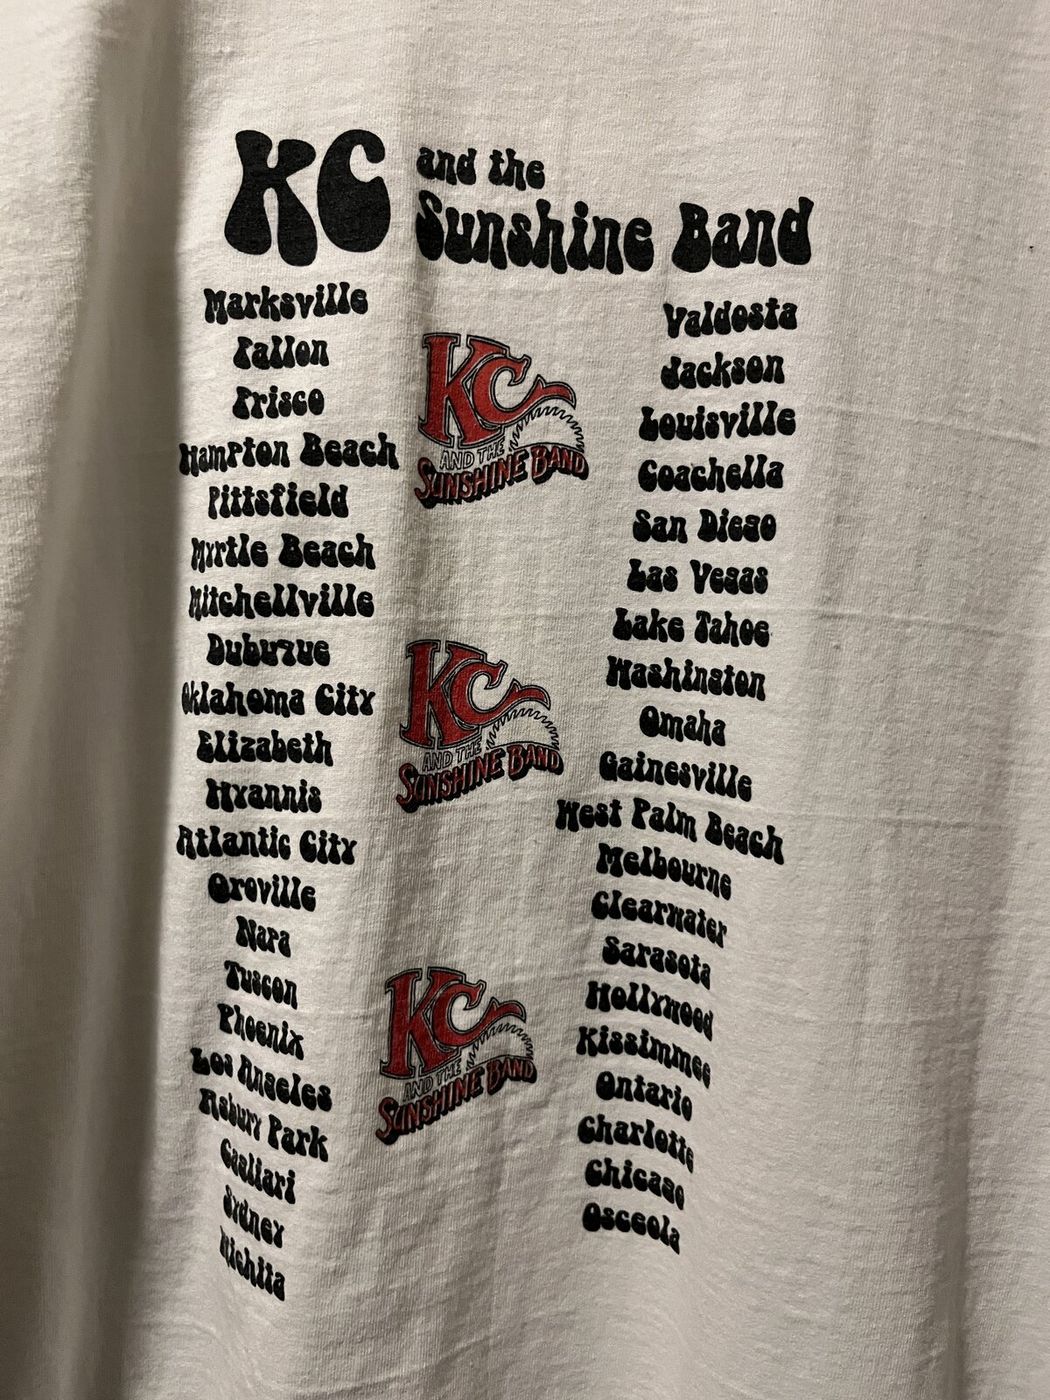 KC and the
Sunshine Band
Marksville
Fallon
Frisco
Hampton Beach
Pittsfield
Myrtle Beach
Mitchellville
Dubuque
Oklahoma City
Elizabeth
Hyannis
Atlantic City
Oroville
Nara
Tuscon
Phoenix
Los Angeles
Asbury Park
Cagliari
Sydney
Wichita
KC
AND THE
SUNSHINE BAND
KC
AND THE
SUNSHINE BAND
KC
AND THE
SUNSHINE BAND
Valdosta
Jackson
Louisville
Coachella
San Diego
Las Vegas
Lake Tahoe
Washington
Omaha
Gainesville
West Palm Beach
Melbourne
Clearwater
Sarasota
Hollywood
Kissimmee
Ontario
Charlotte
Chicago
Osceola